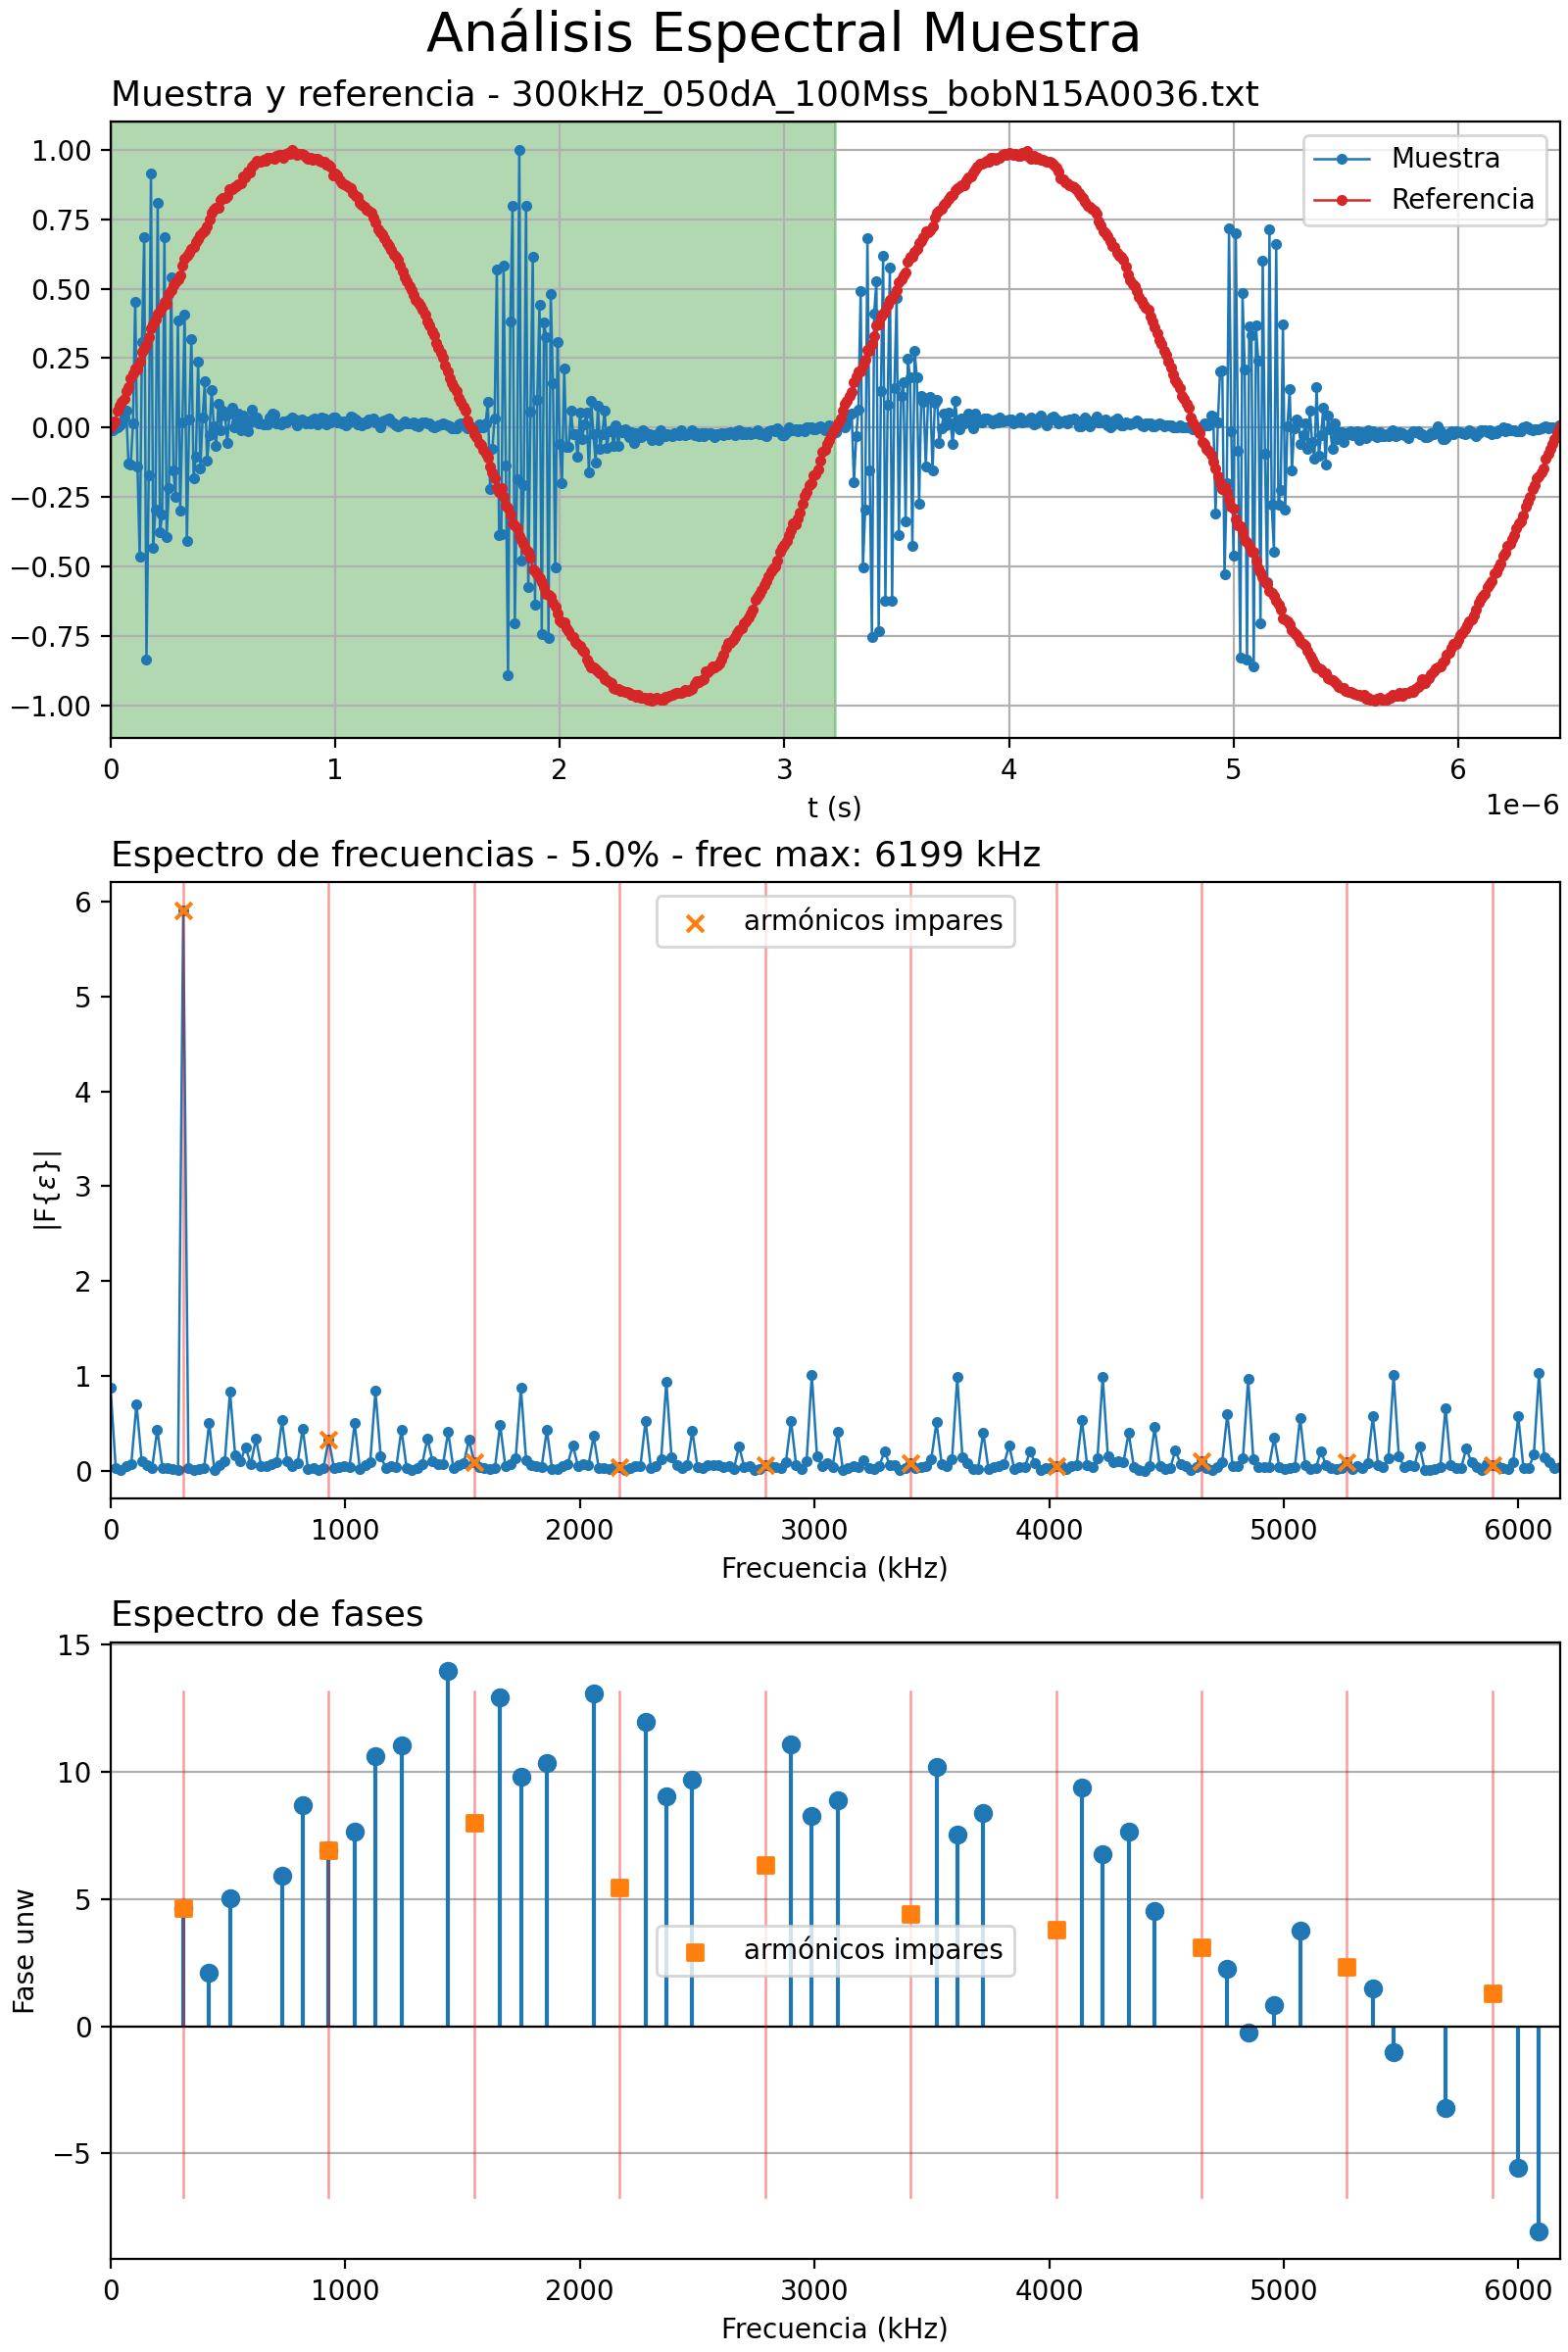 Análisis Espectral Muestra
Muestra y referencia - 300kHz_050dA_100Mss_bobN15A0036.txt
1.00
0.75
0.50
0.25
0.00
−0.25
−0.50
−0.75
−1.00
Muestra
Referencia
0 1 2 3 4 5 6
1e−6
t (s)
Espectro de frecuencias - 5.0% - frec max: 6199 kHz
armónicos impares
6
5
4
3
2
1
0
|F{ε}|
0 1000 2000 3000 4000 5000 6000
Frecuencia (kHz)
Espectro de fases
15
10
5
0
−5
Fase unw
armónicos impares
0 1000 2000 3000 4000 5000 6000
Frecuencia (kHz)